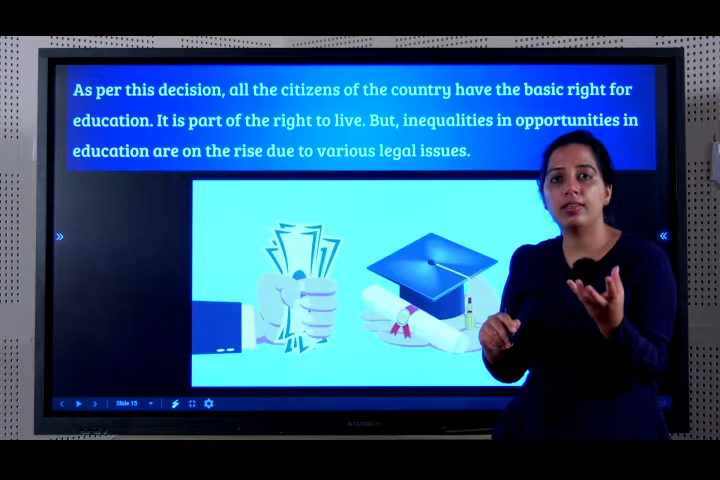 As per this decision, all the citizens of the country have the basic right for
education. It is part of the right to live. But, inequalities in opportunities in
education are on the rise due to various legal issues.
Slide 15